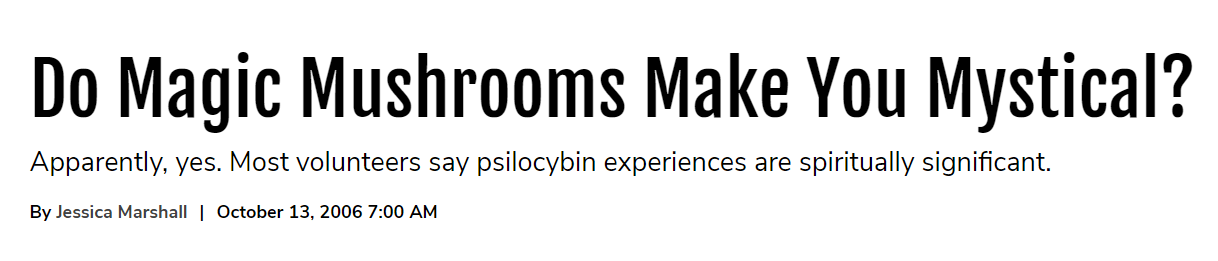 Do Magic Mushrooms Make You Mystical?
Apparently, yes. Most volunteers say psilocybin experiences are spiritually significant.
By Jessica Marshall | October 13, 2006 7:00 AM